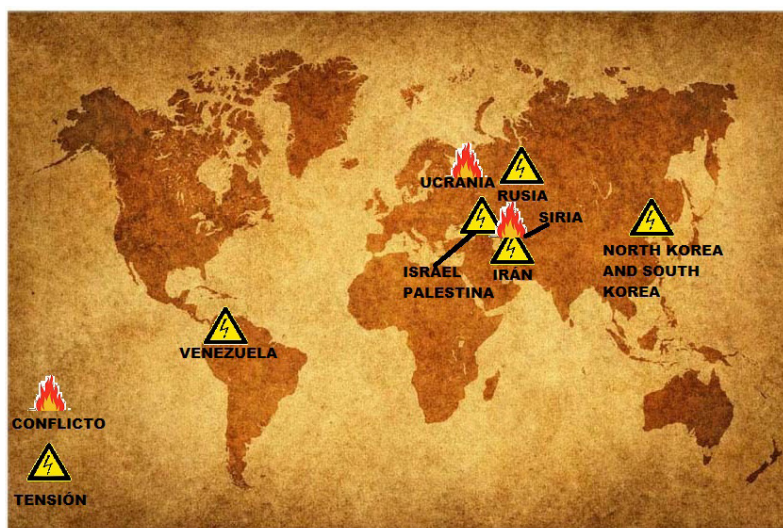 UCRANIA
RUSIA
SIRIA
ISRAEL
PALESTINA
IRÁN
NORTH KOREA
AND SOUTH
KOREA
VENEZUELA
CONFLICTO
TENSIÓN